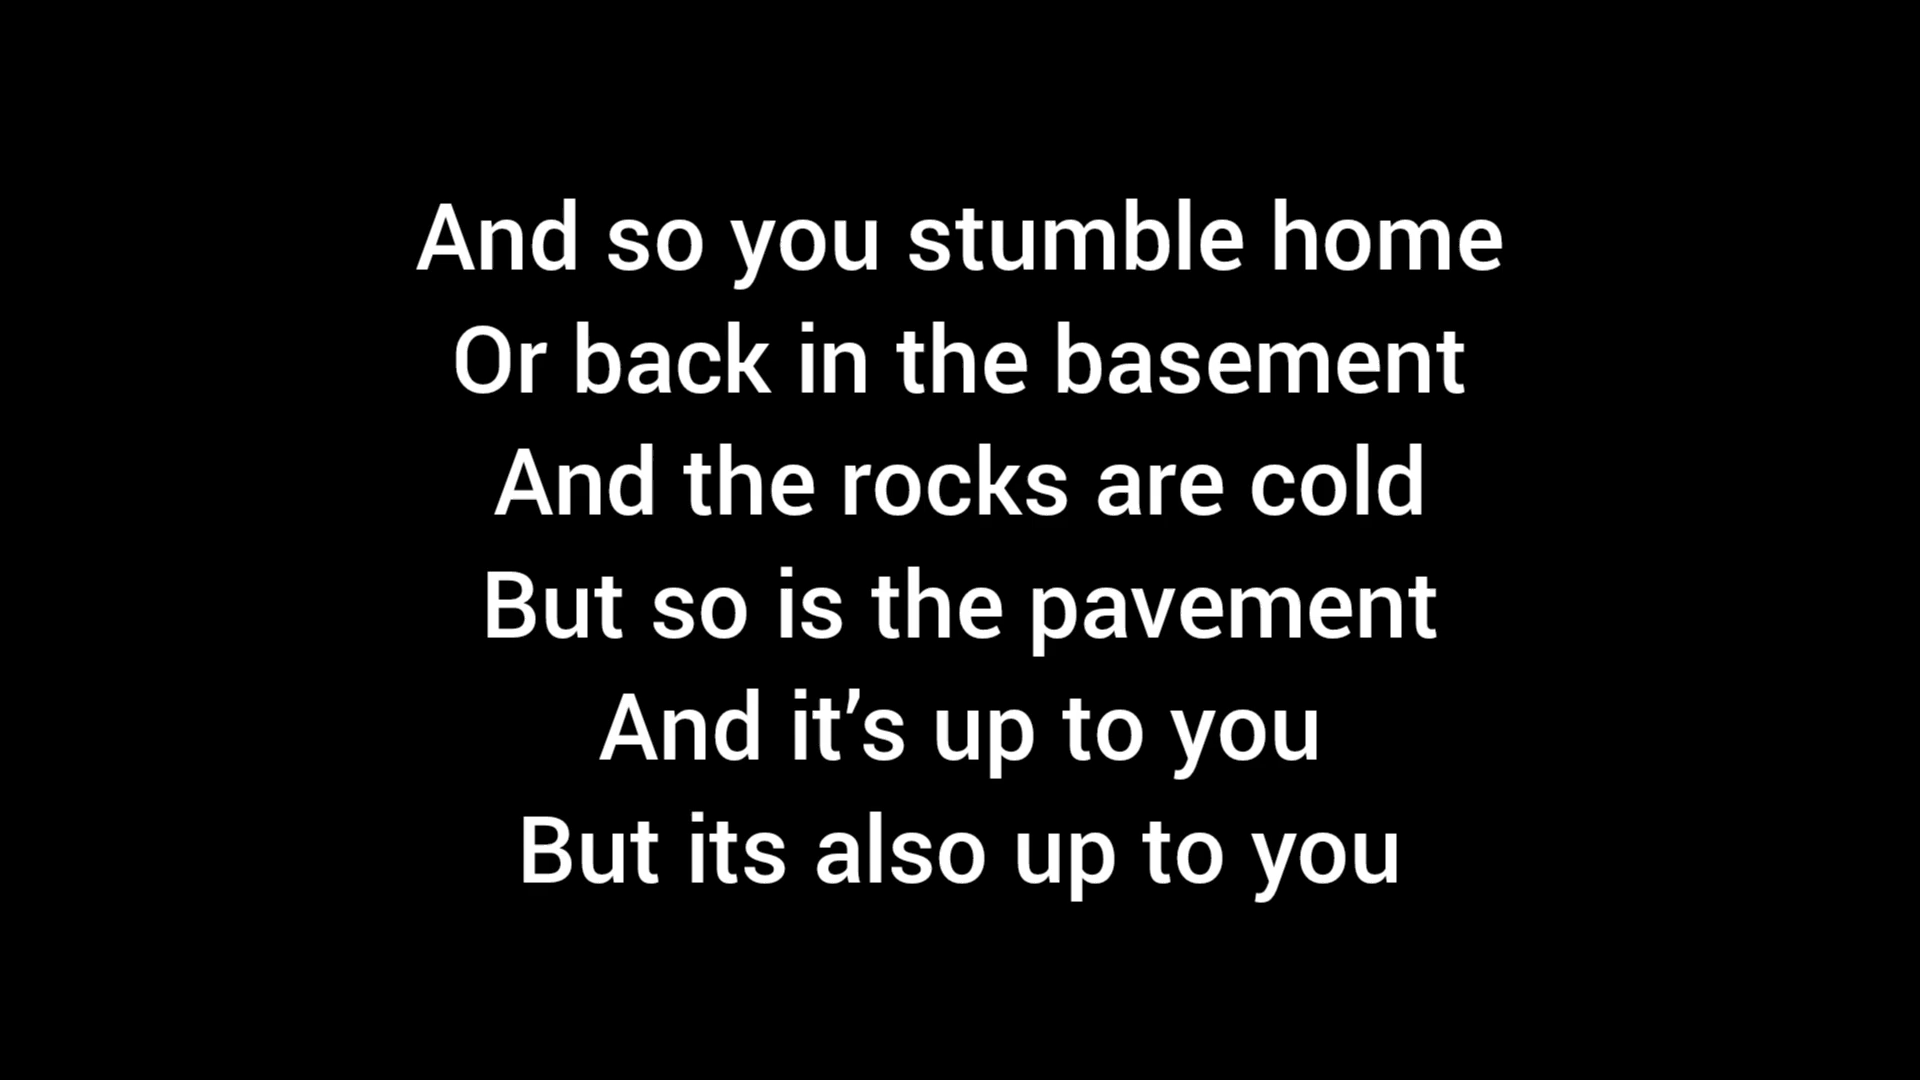 And so you stumble home
Or back in the basement
And the rocks are cold
But so is the pavement
And it’s up to you
But its also up to you